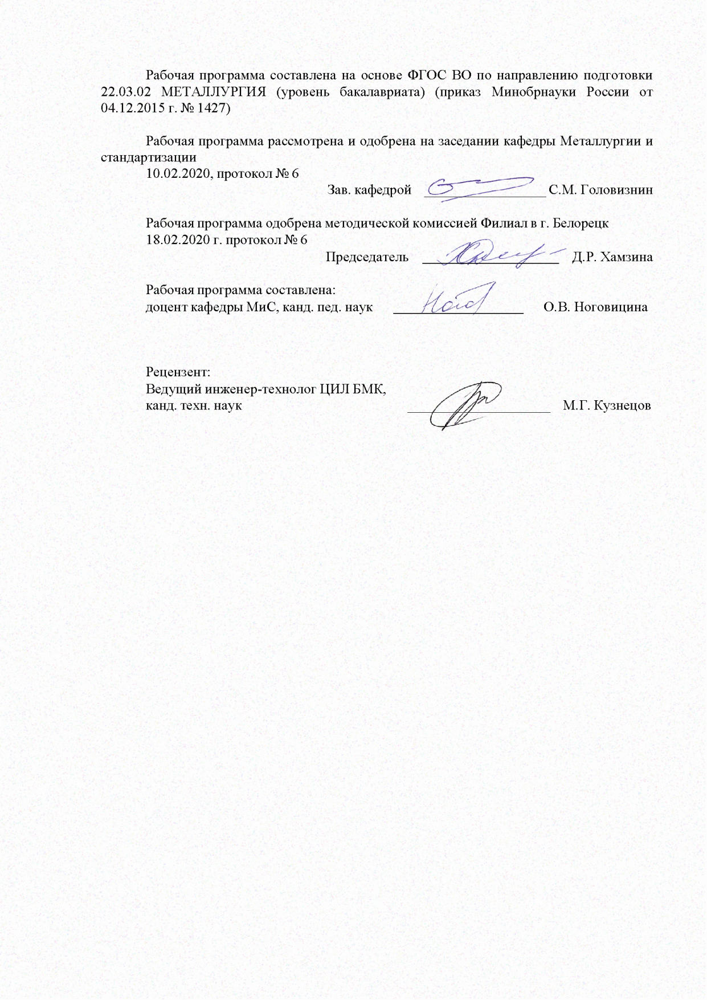 Рабочая программа составлена на основе ФГОС ВО по направлению подготовки
22.03.02 МЕТАЛЛУРГИЯ (уровень бакалавриата) (приказ Минобрнауки России от
04.12.2015 г. № 1427)
Рабочая программа рассмотрена и одобрена на заседании кафедры Металлургии и
стандартизации
10.02.2020, протокол № 6
Зав. кафедрой С.М. Головизнин
Рабочая программа одобрена методической комиссией Филиал в г. Белорецк
18.02.2020 г. протокол № 6
Председатель Д.Р. Хамзина
Рабочая программа составлена:
доцент кафедры МиС, канд. пед. наук О.В. Ноговицина
Рецензент:
Ведущий инженер-технолог ЦИЛ БМК,
канд. техн. наук М.Г. Кузнецов